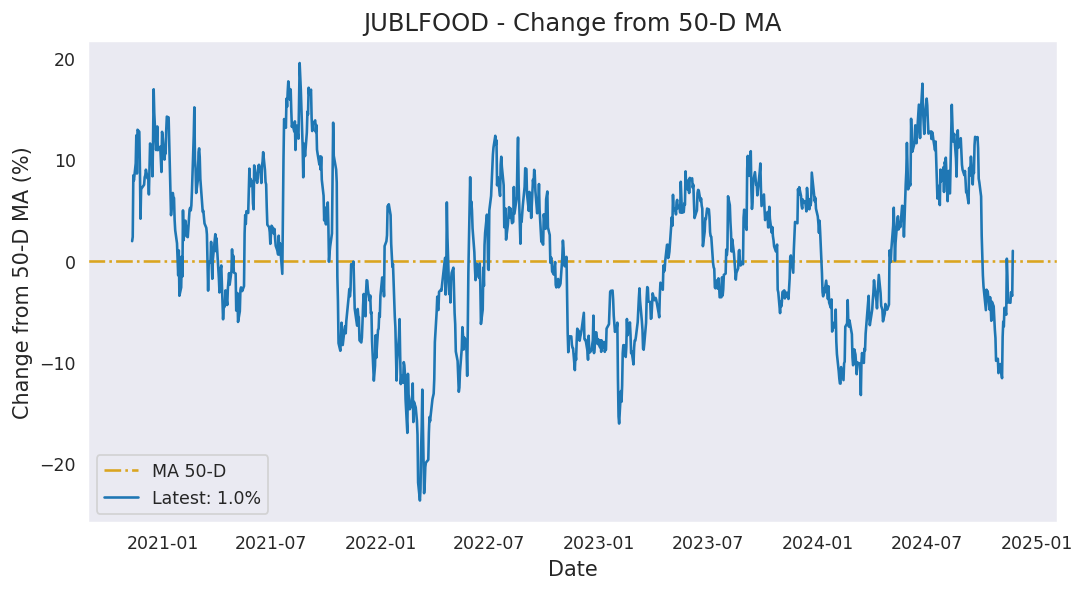 JUBLFOOD - Change from 50-D MA
Change from 50-D MA (%)
20
10
0
−10
−20
MA 50-D
Latest: 1.0%
2021-01 2021-07 2022-01 2022-07 2023-01 2023-07 2024-01 2024-07 2025-01
Date